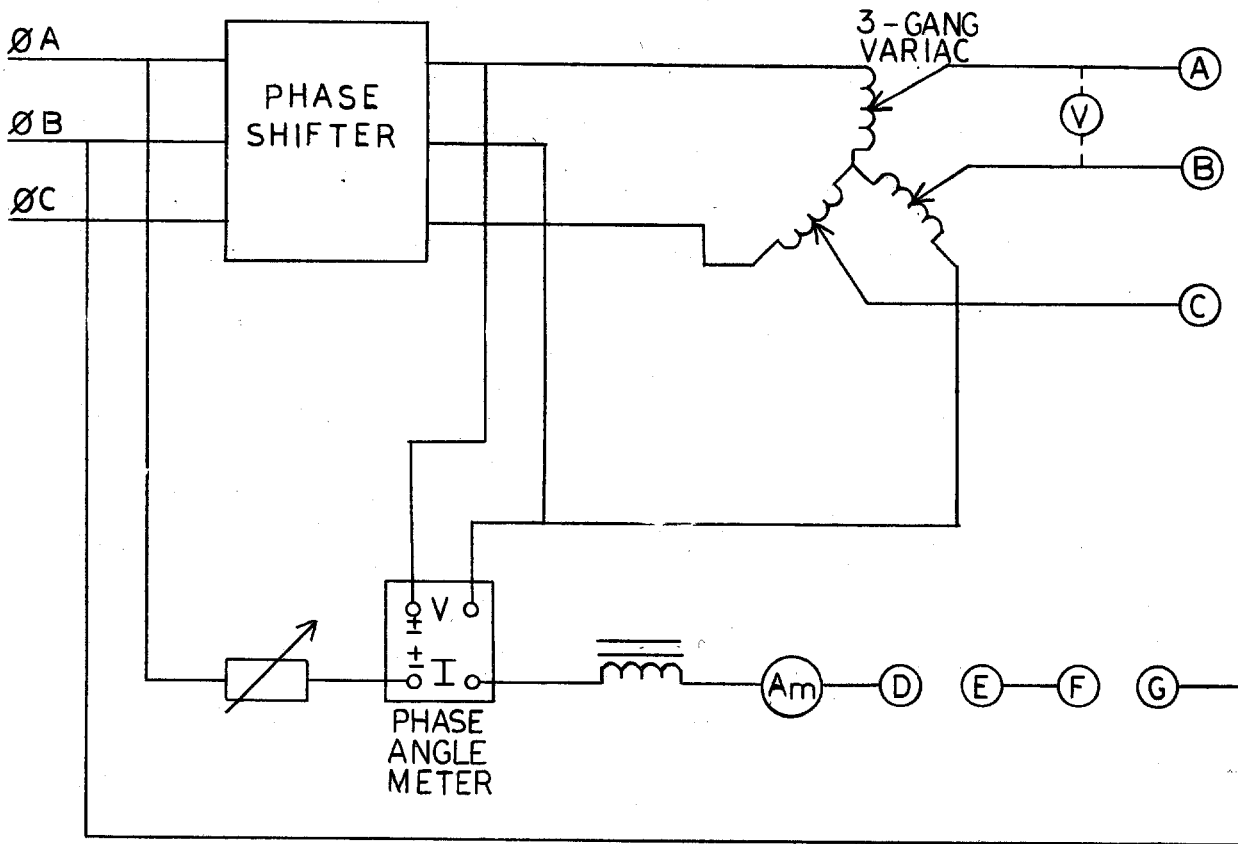 ØA
ØB
ØC
PHASE
SHIFTER
3-GANG
VARIAC
A
V
B
C
± V
± I
PHASE
ANGLE
METER
Am
D
E
F
G